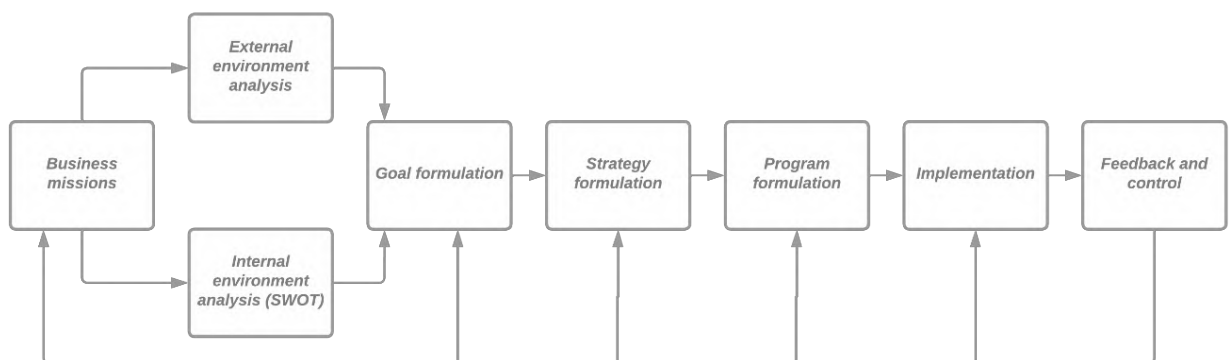 External
environment
analysis
Business
missions
Goal formulation
Strategy
formulation
Program
formulation
Implementation
Feedback and
control
Internal
environment
analysis (SWOT)